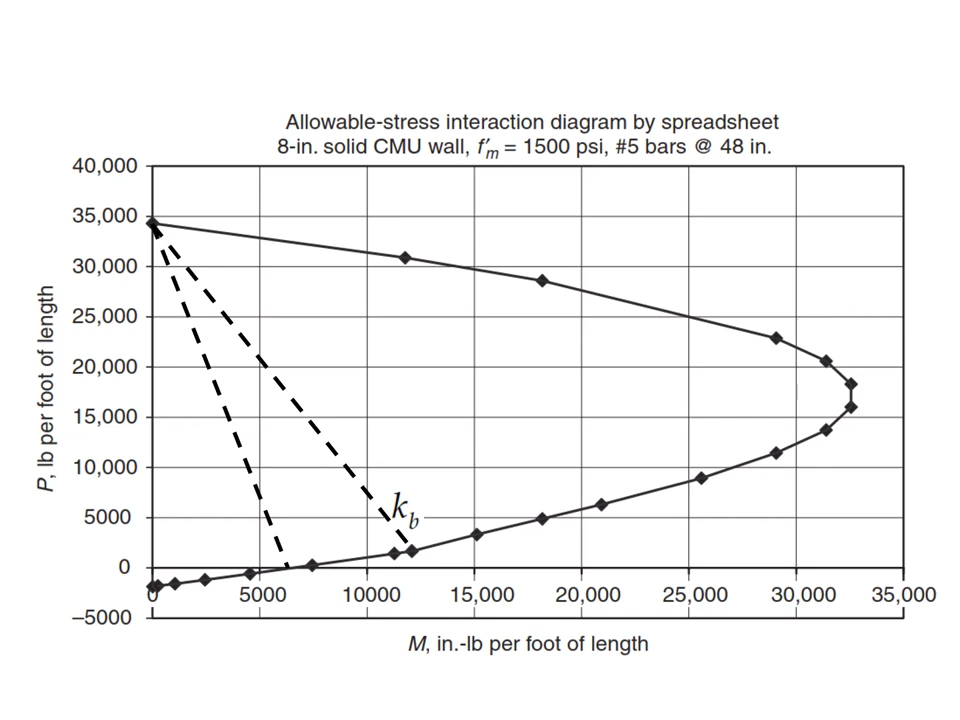 Allowable-stress interaction diagram by spreadsheet
8-in. solid CMU wall, f′m = 1500 psi, #5 bars @ 48 in.
40,000
35,000
30,000
25,000
20,000
15,000
10,000
5000
0
–5000
P, lb per foot of length
kb
0 5000 10000 15,000 20,000 25,000 30,000 35,000
M, in.-lb per foot of length